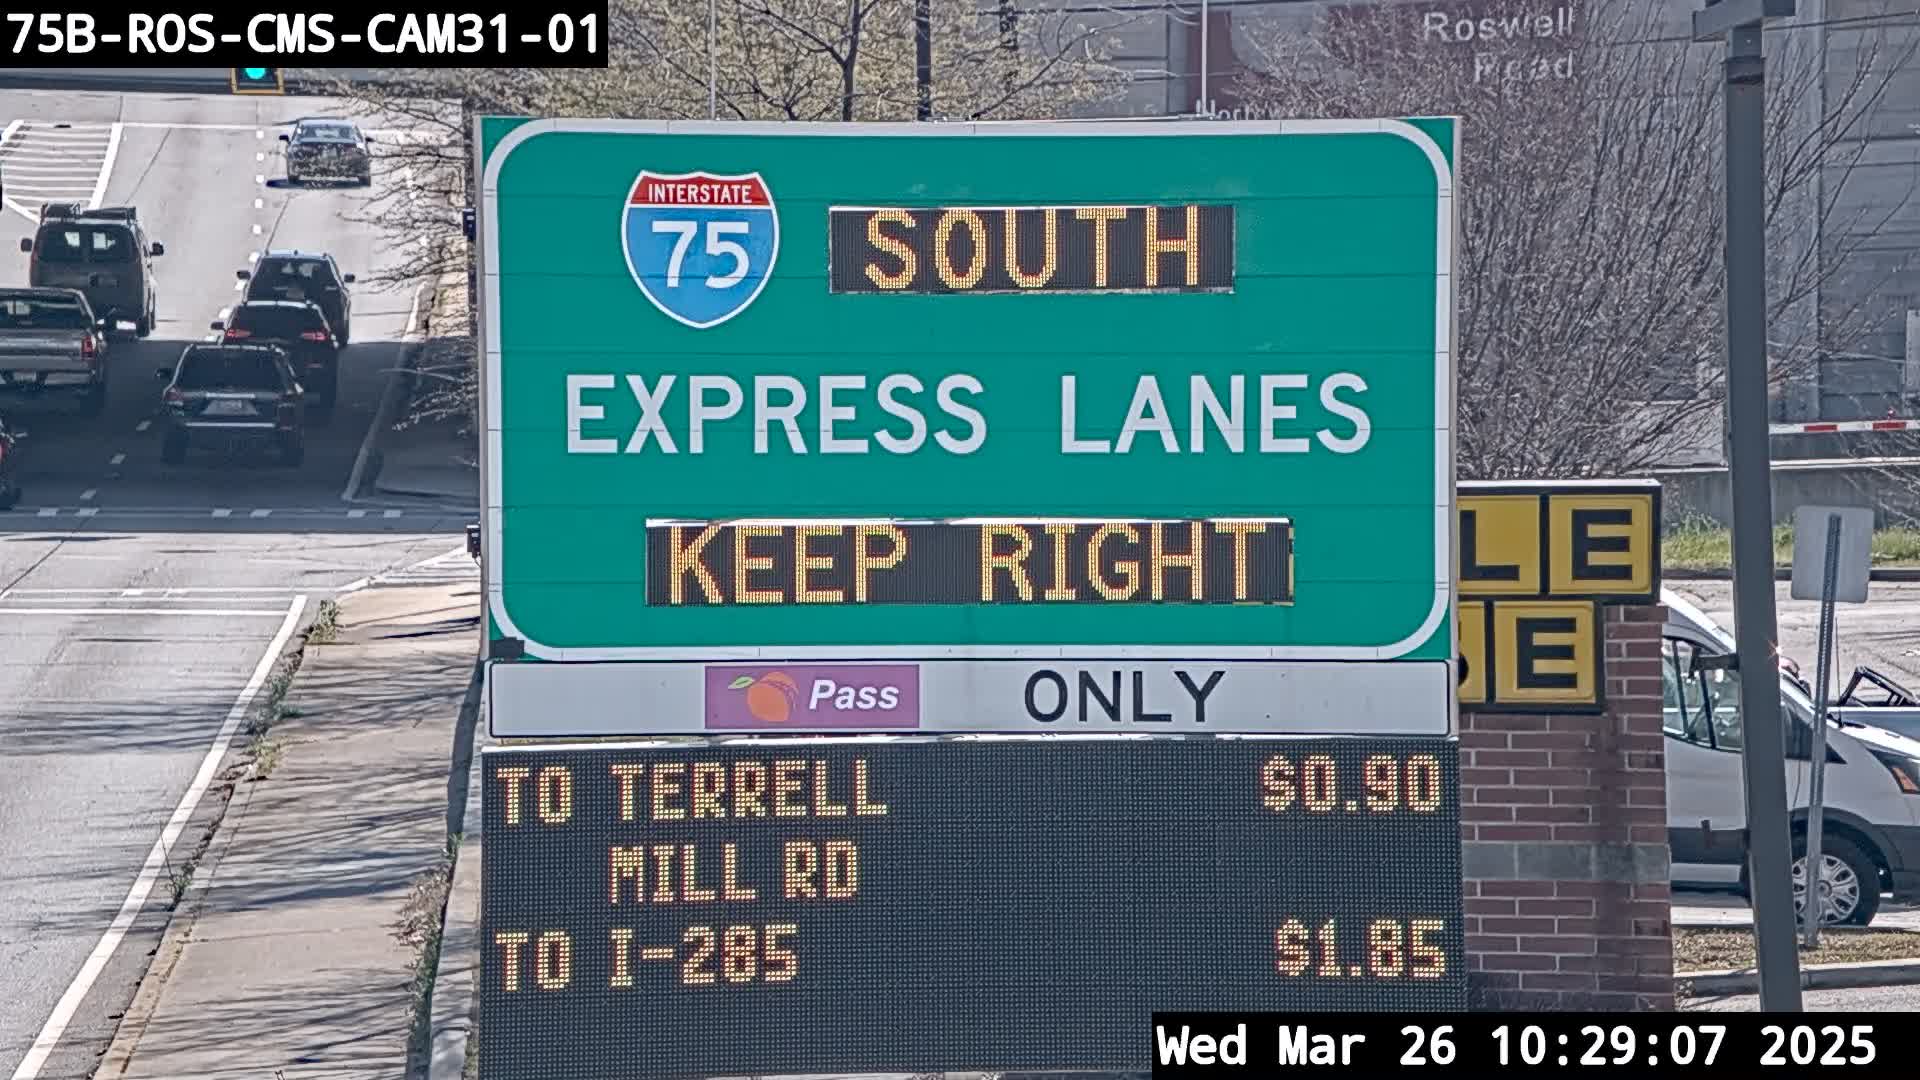 75B-ROS-CMS-CAM31-01
Roswell
Road
INTERSTATE
75
SOUTH
EXPRESS LANES
KEEP RIGHT
LE
E
Pass ONLY
TO TERRELL $0.90
MILL RD
TO I-285 $1.85
Wed Mar 26 10:29:07 2025